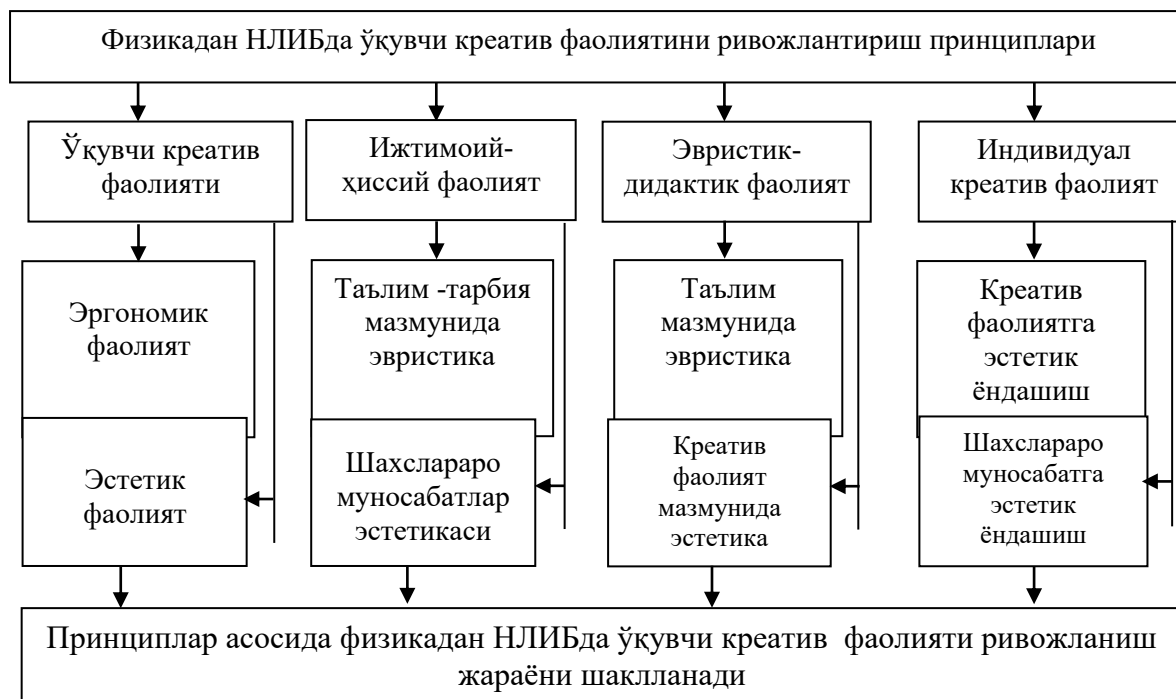 Физикадан НЛИБда ўқувчи креатив фаолиятини ривожлантириш принциплари
Ўқувчи креатив
фаолияти
Ижтимоий-
ҳиссий фаолият
Эвристик-
дидактик фаолият
Индивидуал
креатив фаолият
Эргономик
фаолият
Таълим -тарбия
мазмунида
эвристика
Таълим
мазмунида
эвристика
Креатив
фаолиятга
эстетик
ёндашиш
Эстетик
фаолият
Шахслараро
муносабатлар
эстетикаси
Креатив
фаолият
мазмунида
эстетика
Шахслараро
муносабатга
эстетик
ёндашиш
Принциплар асосида физикадан НЛИБда ўқувчи креатив фаолияти ривожланиш
жараёни шаклланади